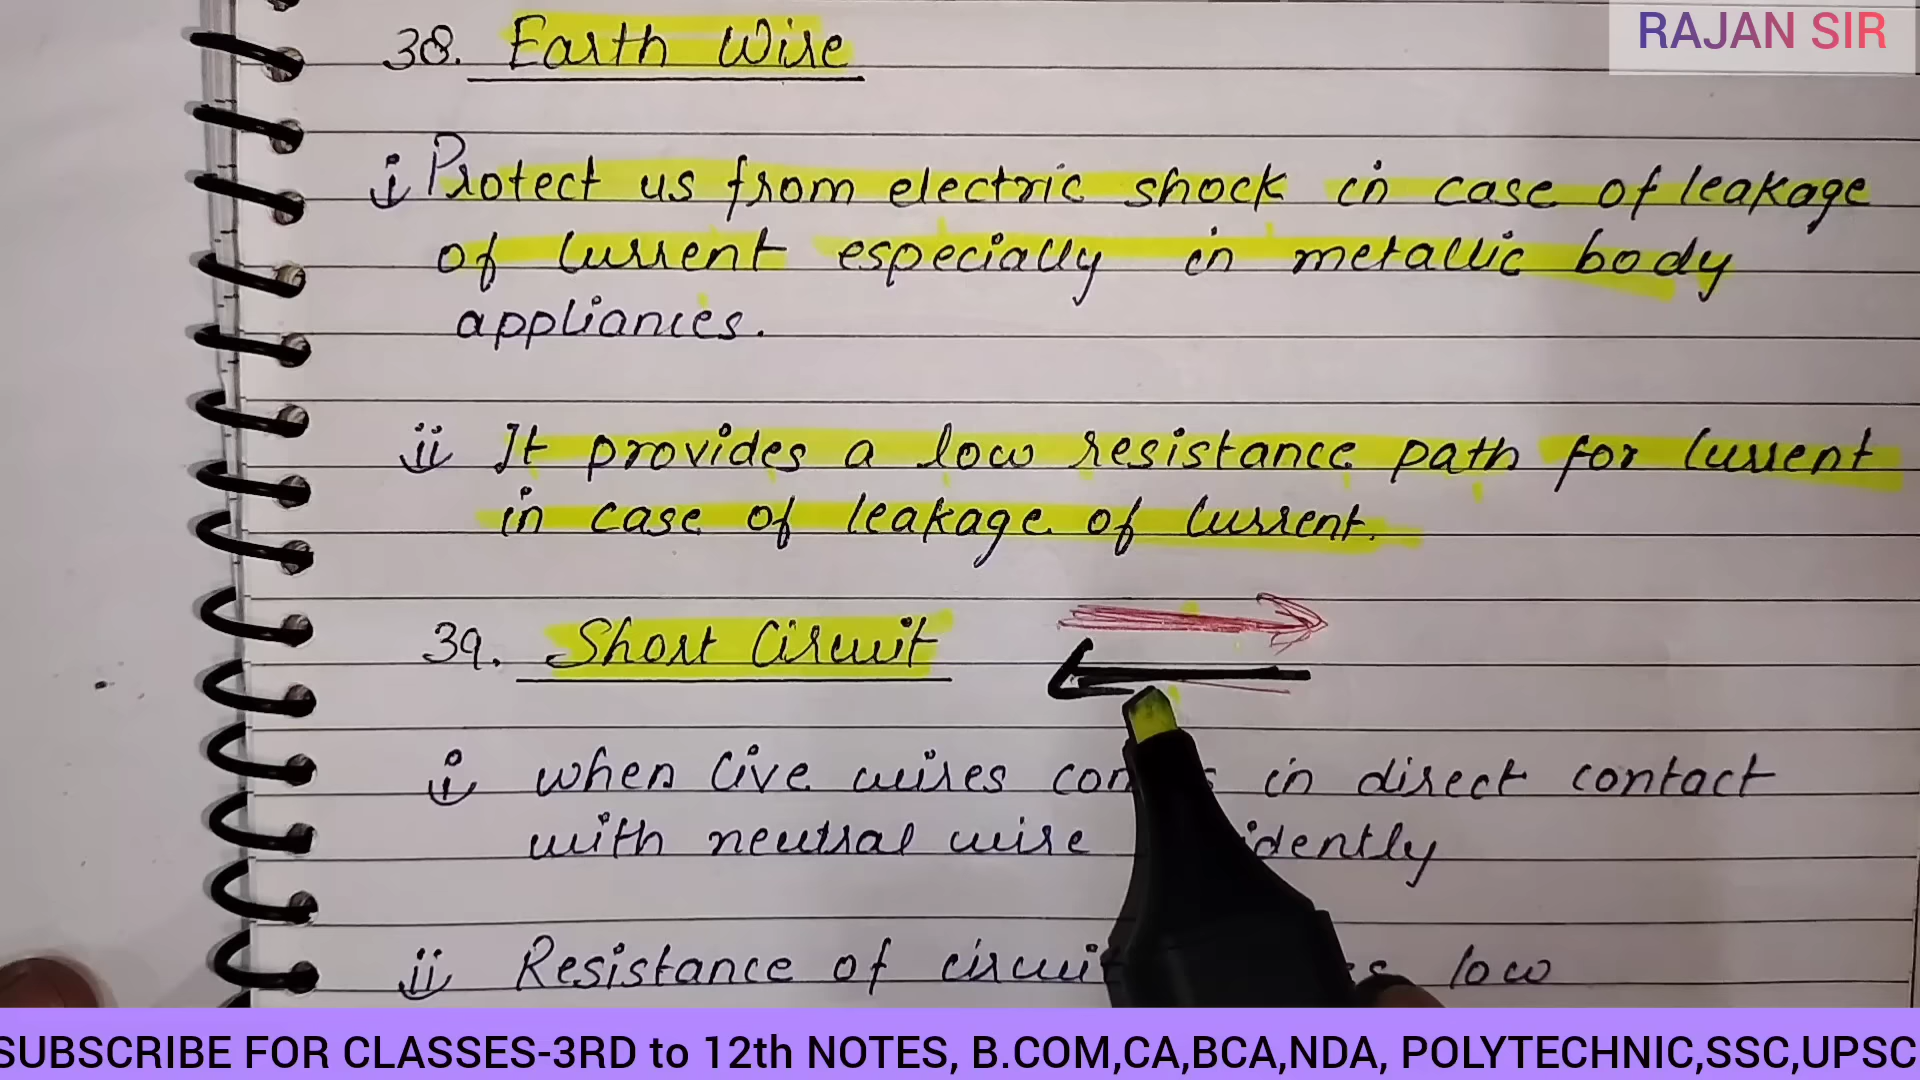 RAJAN SIR
38. Earth Wire
i Protect us from electric shock in case of leakage
of current especially in metallic body
appliances.
ii It provides a low resistance path for current
in case of leakage of current.
39. Short Circuit
i when live wires in direct contact
with neutral wire
ii Resistance of circuit low
SUBSCRIBE FOR CLASSES-3RD to 12th NOTES, B.COM,CA,BCA,NDA, POLYTECHNIC,SSC,UPSC